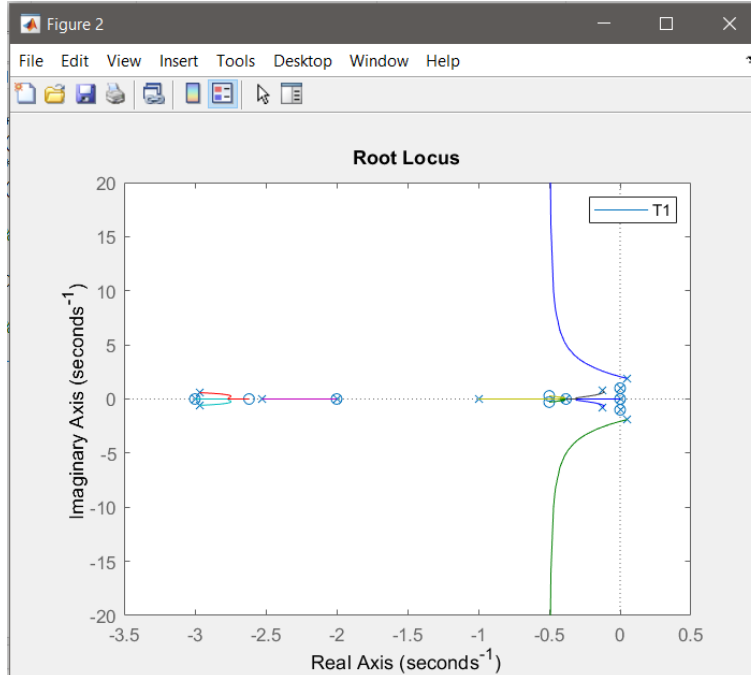 Figure 2
File Edit View Insert Tools Desktop Window Help
Root Locus
T1
20
15
10
5
0
-5
-10
-15
-20
Imaginary Axis (seconds⁻¹)
-3.5 -3 -2.5 -2 -1.5 -1 -0.5 0 0.5
Real Axis (seconds⁻¹)